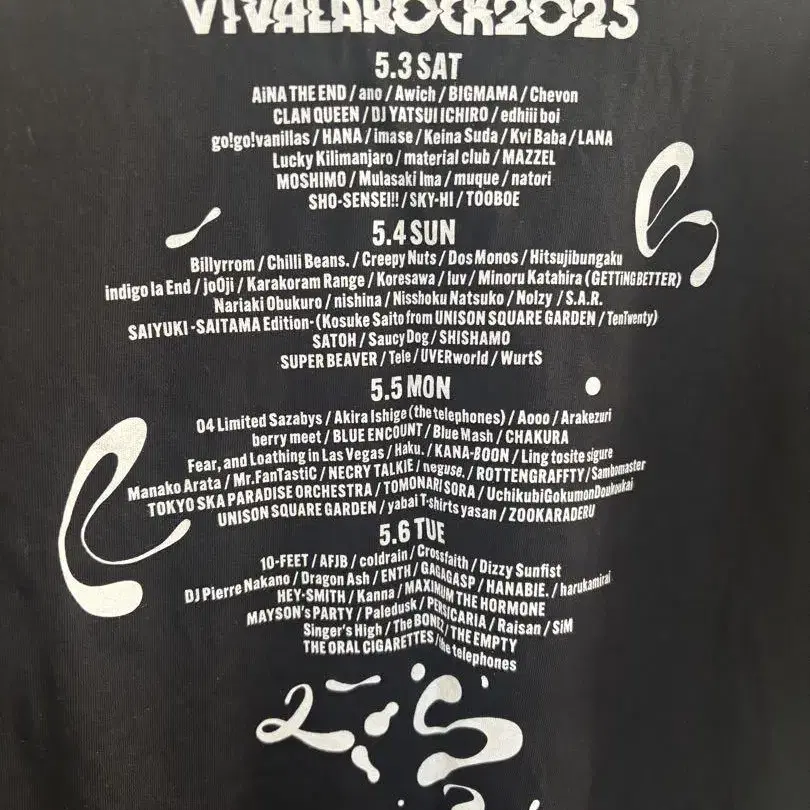 VIVALAROCK2025
5.3 SAT
AiNA THE END / ano / Awich / BIGMAMA / Chevon
CLAN QUEEN / DJ YATSUI ICHIRO / edhiii boi
go!go!vanillas / HANA / imase / Keina Suda / Kvi Baba / LANA
Lucky Kilimanjaro / material club / MAZZEL
MOSHIMO / Mulasaki Ima / muque / natori
SHO-SENSEI!! / SKY-HI / TOOBOE
5.4 SUN
Billyrrom / Chilli Beans. / Creepy Nuts / Dos Monos / Hitsujibungaku
indigo la End / jo0ji / Karakoram Range / Koresawa / luv / Minoru Katahira (GETTING BETTER)
Nariaki Obukuro / nishina / Nisshoku Natsuko / Nolzy / S.A.R.
SAIYUKI -SAITAMA Edition- (Kosuke Saito from UNISON SQUARE GARDEN / TenTwenty)
SATOH / Saucy Dog / SHISHAMO
SUPER BEAVER / Tele / UVERworld / WurtS
5.5 MON
04 Limited Sazabys / Akira Ishige (the telephones) / Aooo / Arakezuri
berry meet / BLUE ENCOUNT / Blue Mash / CHAKURA
Fear, and Loathing in Las Vegas / Haku. / KANA-BOON / Ling tosite sigure
Manako Arata / Mr.FanTastiC / NECRY TALKIE / neguse. / ROTTENGRAFFTY / Sambomaster
TOKYO SKA PARADISE ORCHESTRA / TOMONARI SORA / UchikubiGokumonDoukoukai
UNISON SQUARE GARDEN / yabai T-shirts yasan / ZOOKARADERU
5.6 TUE
10-FEET / AFJB / coldrain / Crossfaith / Dizzy Sunfist
DJ Pierre Nakano / Dragon Ash / ENTH / GAGAGASP / HANABIE. / harukamirai
HEY-SMITH / Kanna / MAXIMUM THE HORMONE
MAYSON'S PARTY / Paledusk / PERSICARIA / Raisan / SiM
Singer's High / The BONEZ / THE EMPTY
THE ORAL CIGARETTES / the telephones